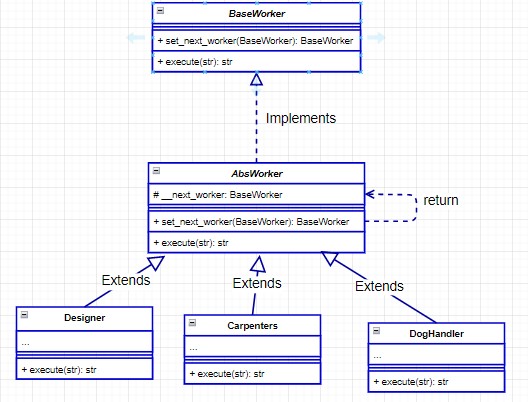 BaseWorker
+ set_next_worker(BaseWorker): BaseWorker
+ execute(str): str
Implements
AbsWorker
# __next_worker: BaseWorker
+ set_next_worker(BaseWorker): BaseWorker
+ execute(str): str
return
Extends
Extends
Extends
Designer
...
+ execute(str): str
Carpenters
...
+ execute(str): str
DogHandler
...
+ execute(str): str